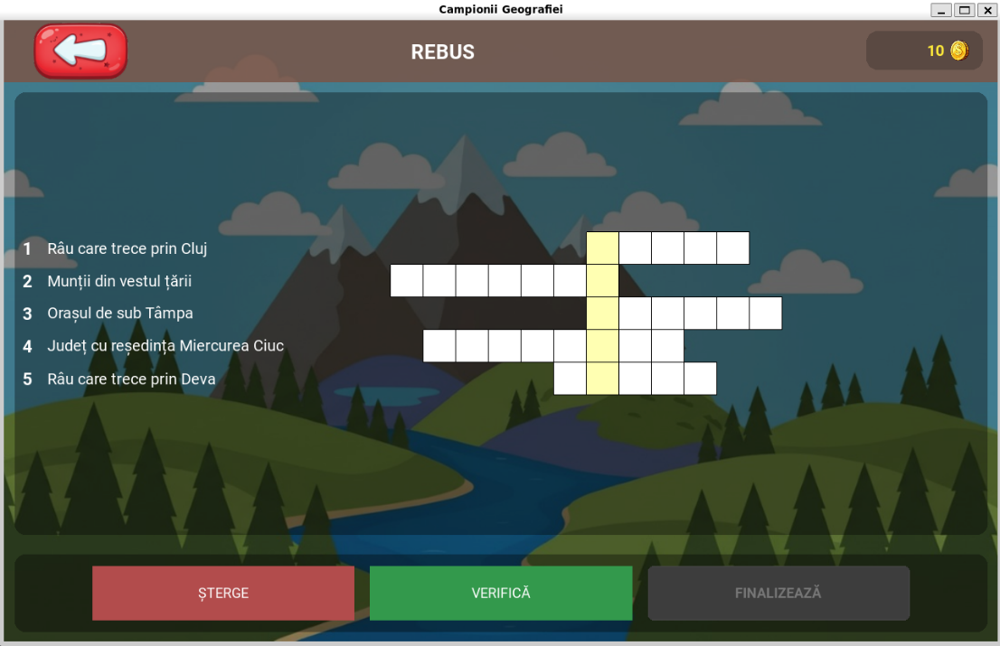 Campionii Geografiei
REBUS
10
1 Râu care trece prin Cluj
2 Munții din vestul țării
3 Orașul de sub Tâmpa
4 Județ cu reședința Miercurea Ciuc
5 Râu care trece prin Deva
ȘTERGE
VERIFICĂ
FINALIZEAZĂ